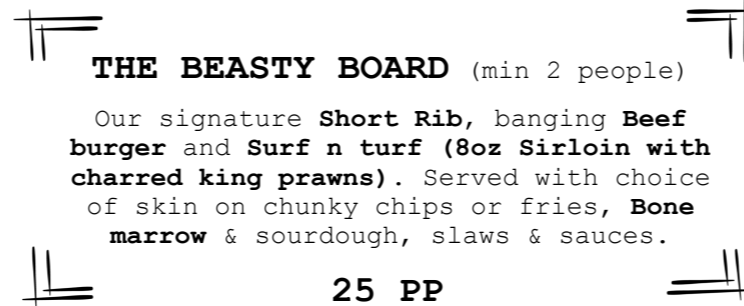 THE BEASTY BOARD (min 2 people)
Our signature Short Rib, banging Beef
burger and Surf n turf (8oz Sirloin with
charred king prawns). Served with choice
of skin on chunky chips or fries, Bone
marrow & sourdough, slaws & sauces.
25 PP